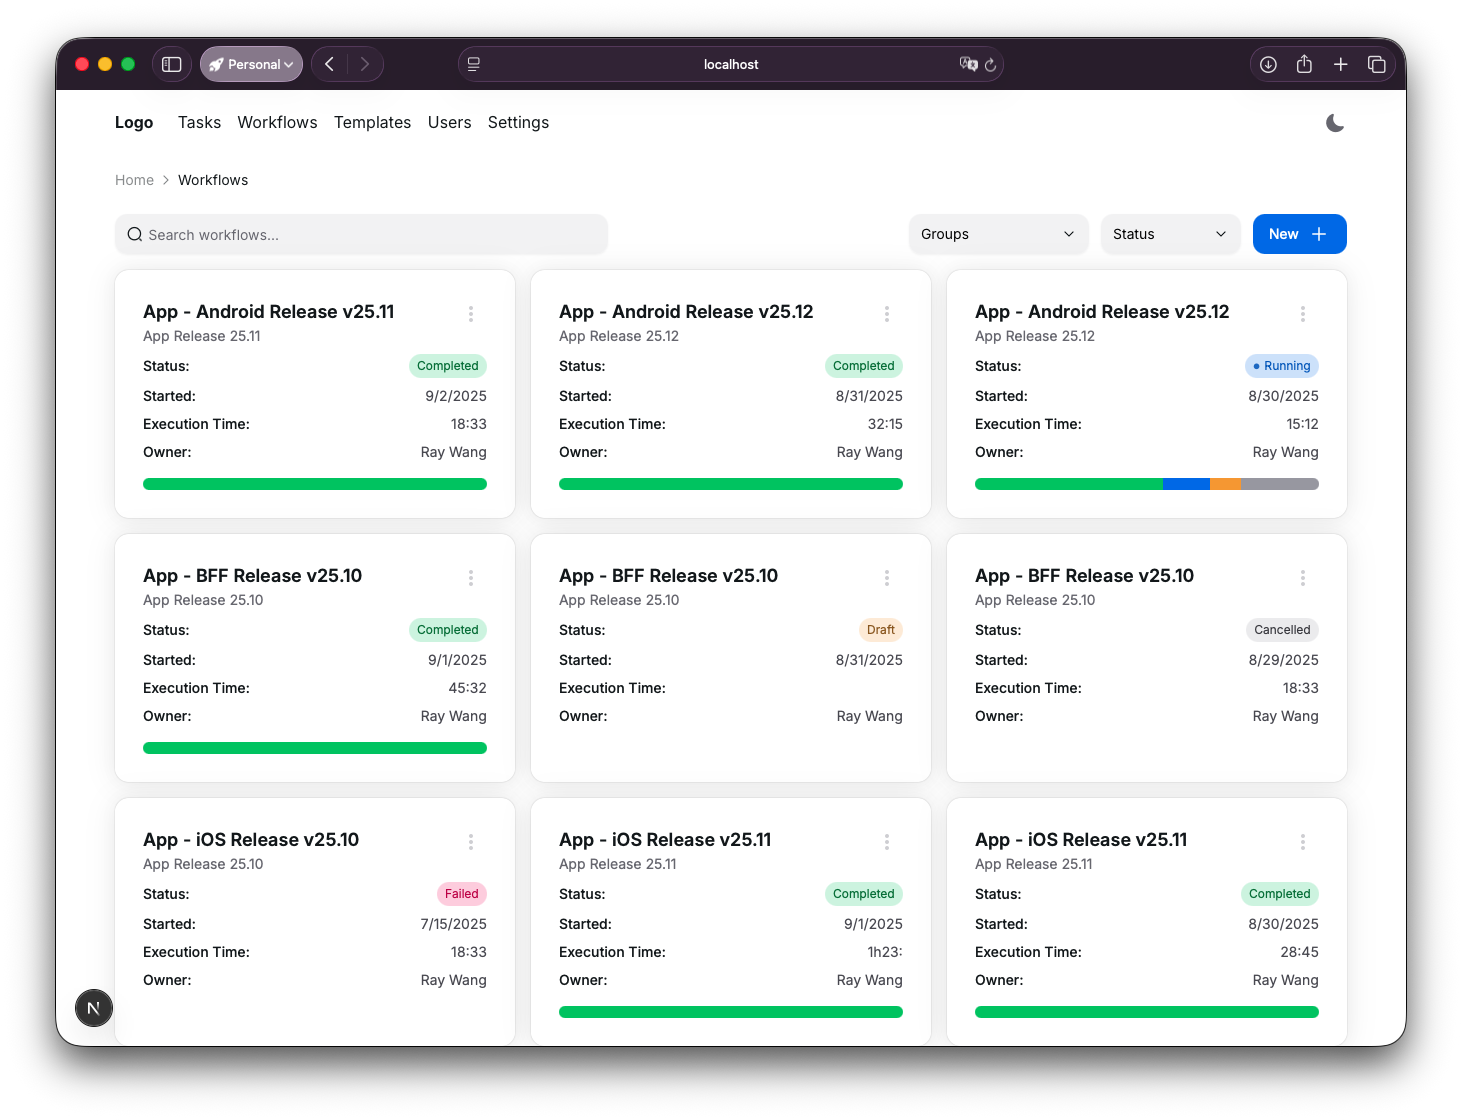 Personal
localhost
Logo Tasks Workflows Templates Users Settings
Home > Workflows
Search workflows...
Groups
Status
New +
App - Android Release v25.11
App Release 25.11
Status: Completed
Started: 9/2/2025
Execution Time: 18:33
Owner: Ray Wang
App - Android Release v25.12
App Release 25.12
Status: Completed
Started: 8/31/2025
Execution Time: 32:15
Owner: Ray Wang
App - Android Release v25.12
App Release 25.12
Status: Running
Started: 8/30/2025
Execution Time: 15:12
Owner: Ray Wang
App - BFF Release v25.10
App Release 25.10
Status: Completed
Started: 9/1/2025
Execution Time: 45:32
Owner: Ray Wang
App - BFF Release v25.10
App Release 25.10
Status: Draft
Started: 8/31/2025
Execution Time:
Owner: Ray Wang
App - BFF Release v25.10
App Release 25.10
Status: Cancelled
Started: 8/29/2025
Execution Time: 18:33
Owner: Ray Wang
App - iOS Release v25.10
App Release 25.10
Status: Failed
Started: 7/15/2025
Execution Time: 18:33
Owner: Ray Wang
App - iOS Release v25.11
App Release 25.11
Status: Completed
Started: 9/1/2025
Execution Time: 1h23:
Owner: Ray Wang
App - iOS Release v25.11
App Release 25.11
Status: Completed
Started: 8/30/2025
Execution Time: 28:45
Owner: Ray Wang
N